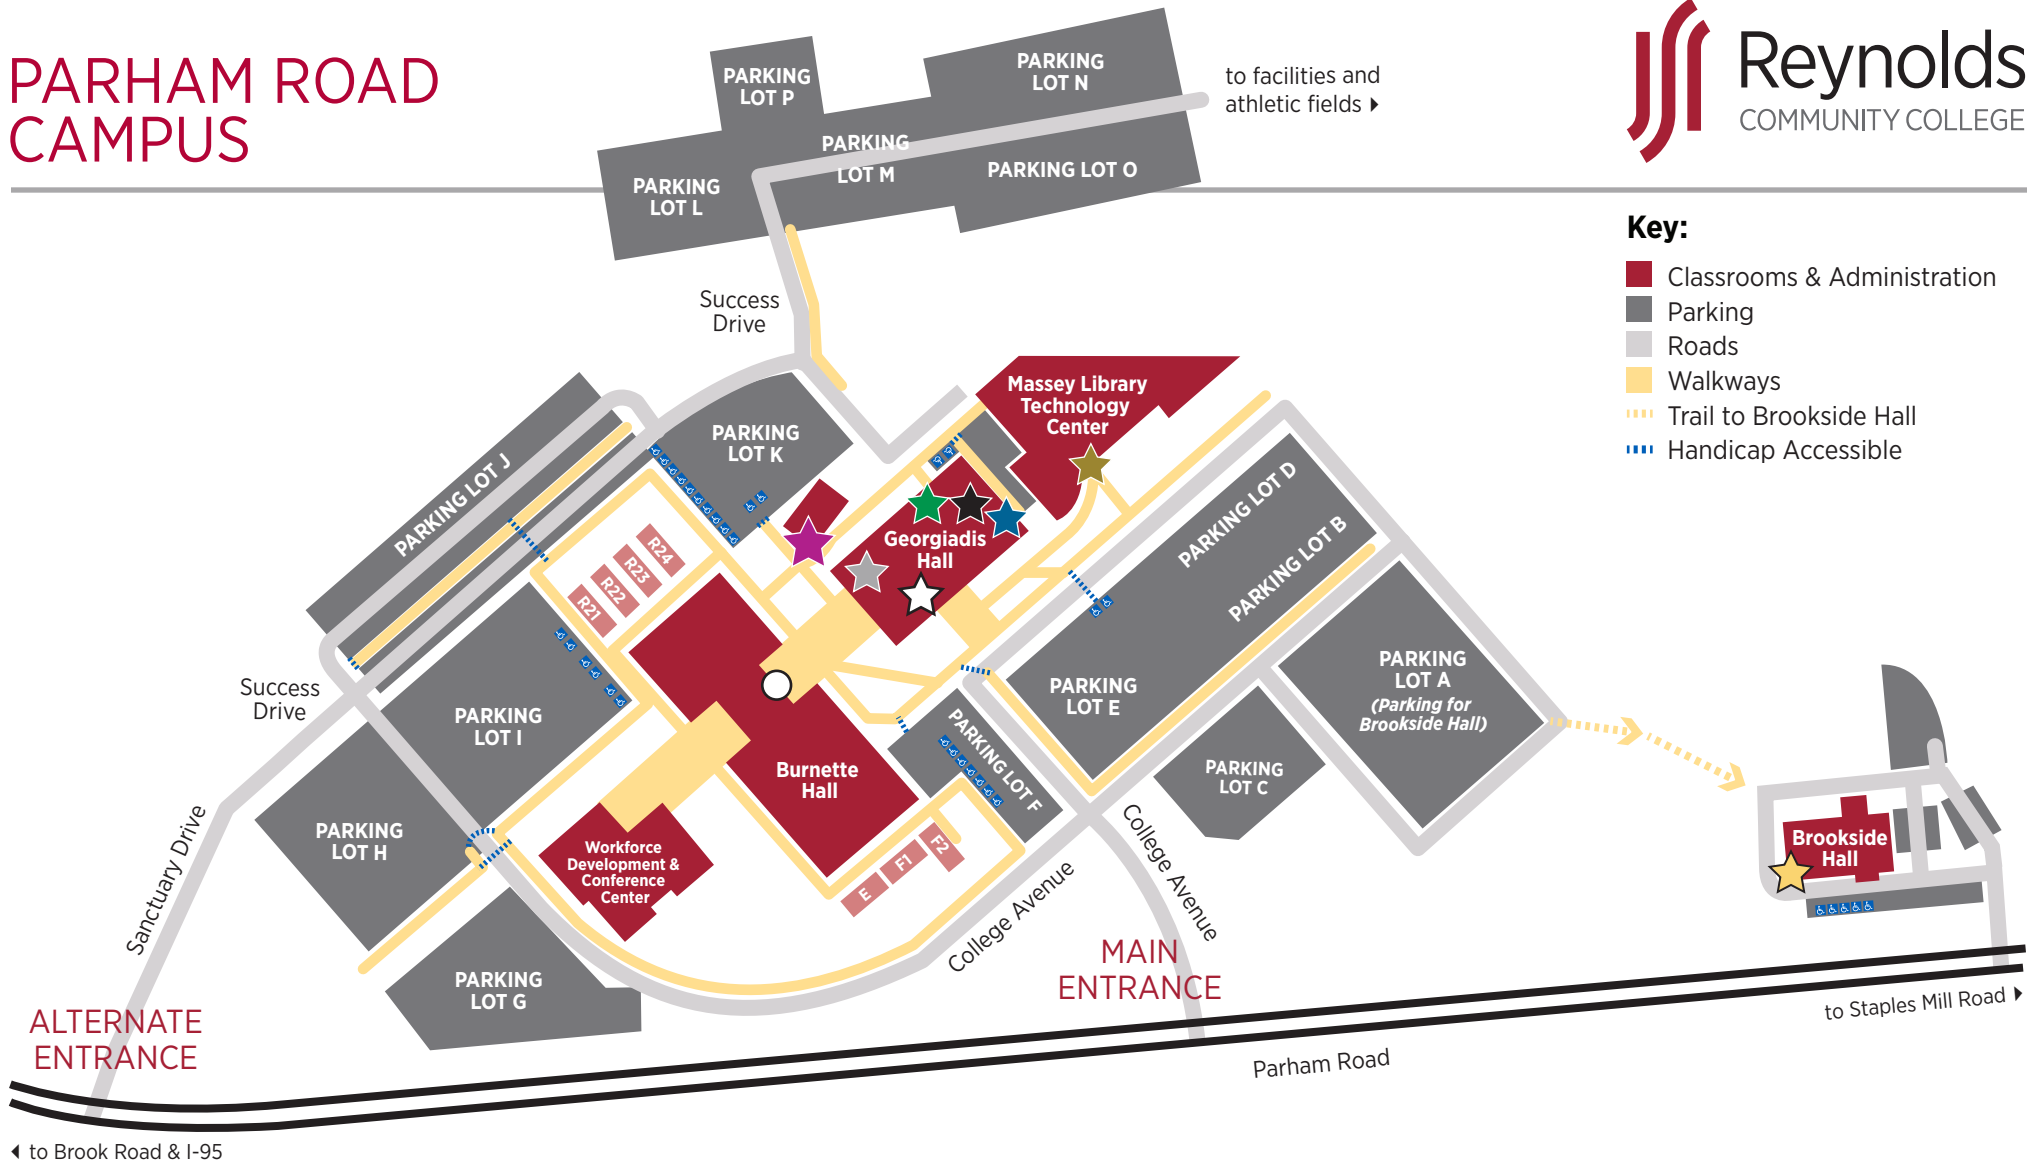 PARHAM ROAD
CAMPUS
Reynolds
COMMUNITY COLLEGE
PARKING
LOT P
PARKING
LOT N
to facilities and
athletic fields
PARKING
LOT M
PARKING LOT O
PARKING
LOT L
Key:
Classrooms & Administration
Parking
Roads
Walkways
Trail to Brookside Hall
Handicap Accessible
Success
Drive
Massey Library
Technology
Center
PARKING
LOT K
PARKING LOT J
PARKING LOT D
PARKING LOT B
Georgiadis
Hall
R24
R23
R22
R21
PARKING
LOT E
PARKING
LOT A
(Parking for
Brookside Hall)
Success
Drive
PARKING
LOT I
PARKING LOT F
Burnette
Hall
PARKING
LOT C
PARKING
LOT H
Workforce
Development &
Conference
Center
E
F1
F2
Brookside
Hall
Sanctuary Drive
College Avenue
College Avenue
MAIN
ENTRANCE
PARKING
LOT G
ALTERNATE
ENTRANCE
to Staples Mill Road
Parham Road
to Brook Road & I-95